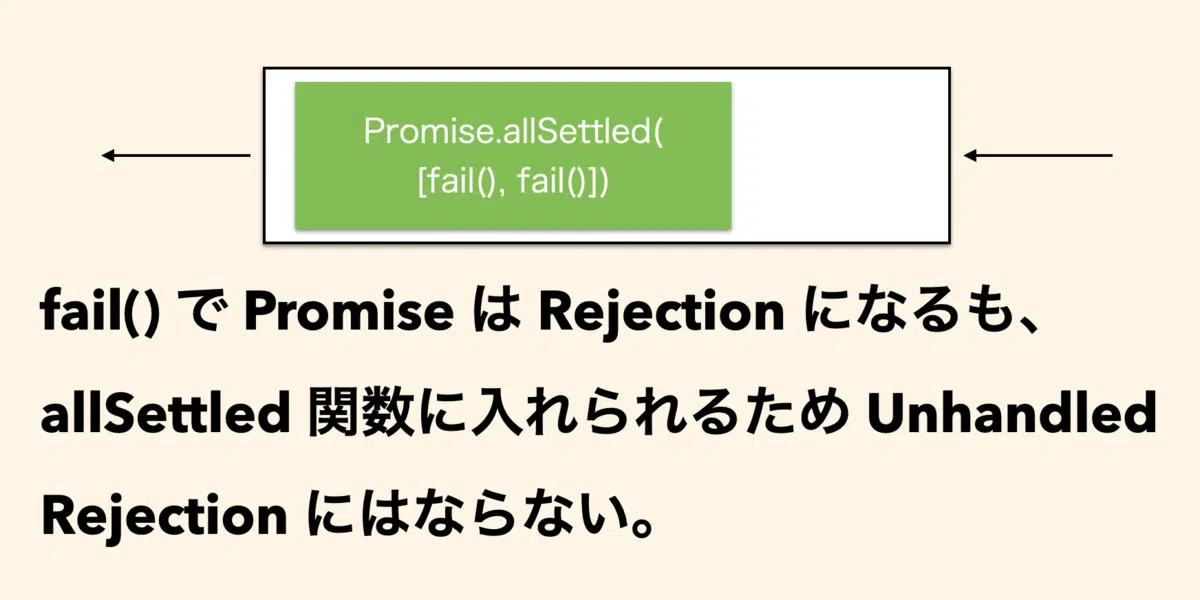 Promise.allSettled(
[fail(), fail()])
fail() で Promise は Rejection になるも、
allSettled 関数に入れられるため Unhandled
Rejection にはならない。